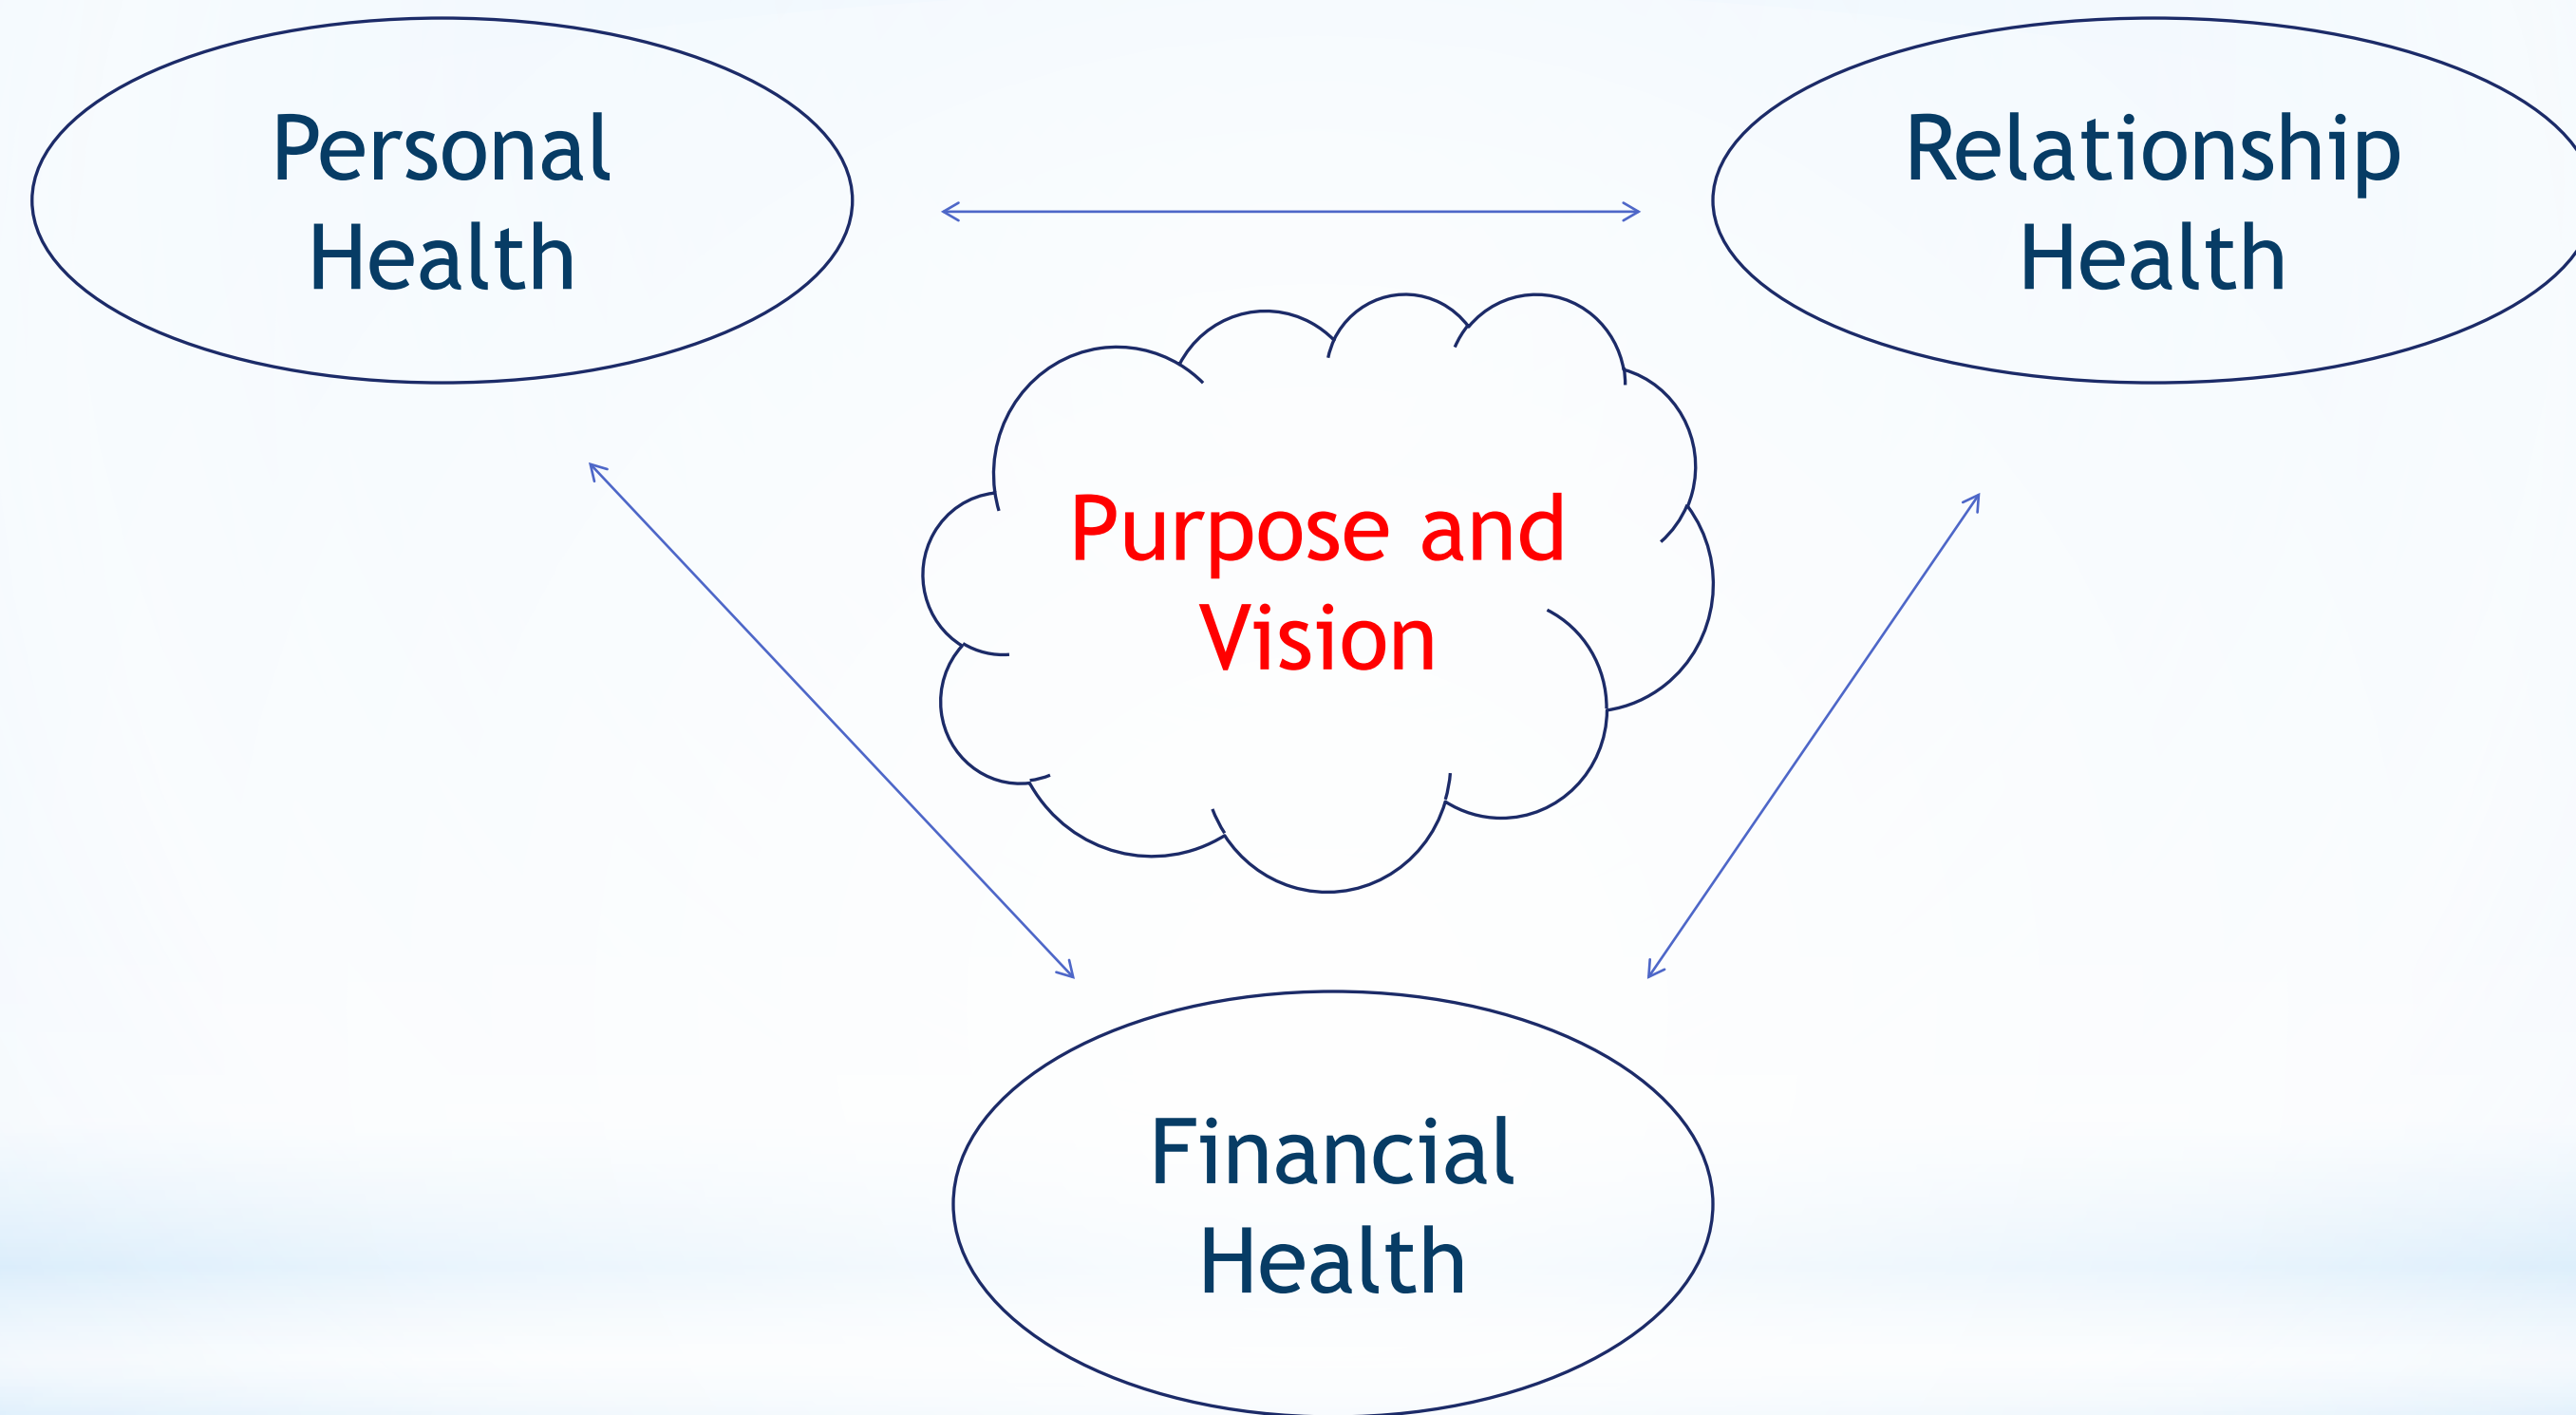 Personal
Health
Relationship
Health
Purpose and
Vision
Financial
Health